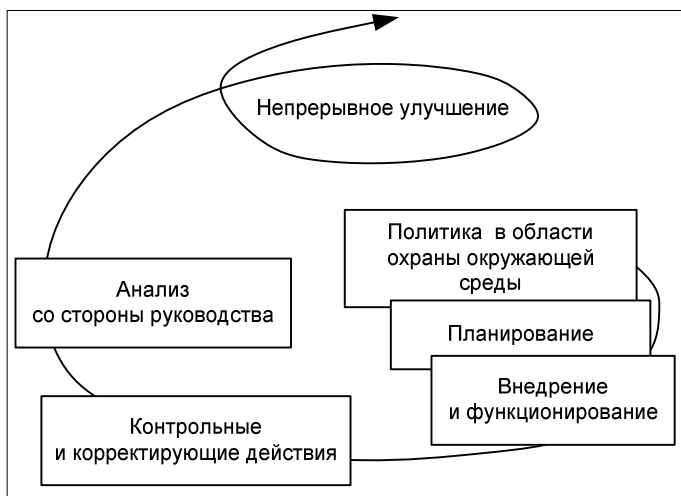 Непрерывное улучшение
Политика в области
охраны окружающей
среды
Планирование
Внедрение
и функционирование
Контрольные
и корректирующие действия
Анализ
со стороны руководства